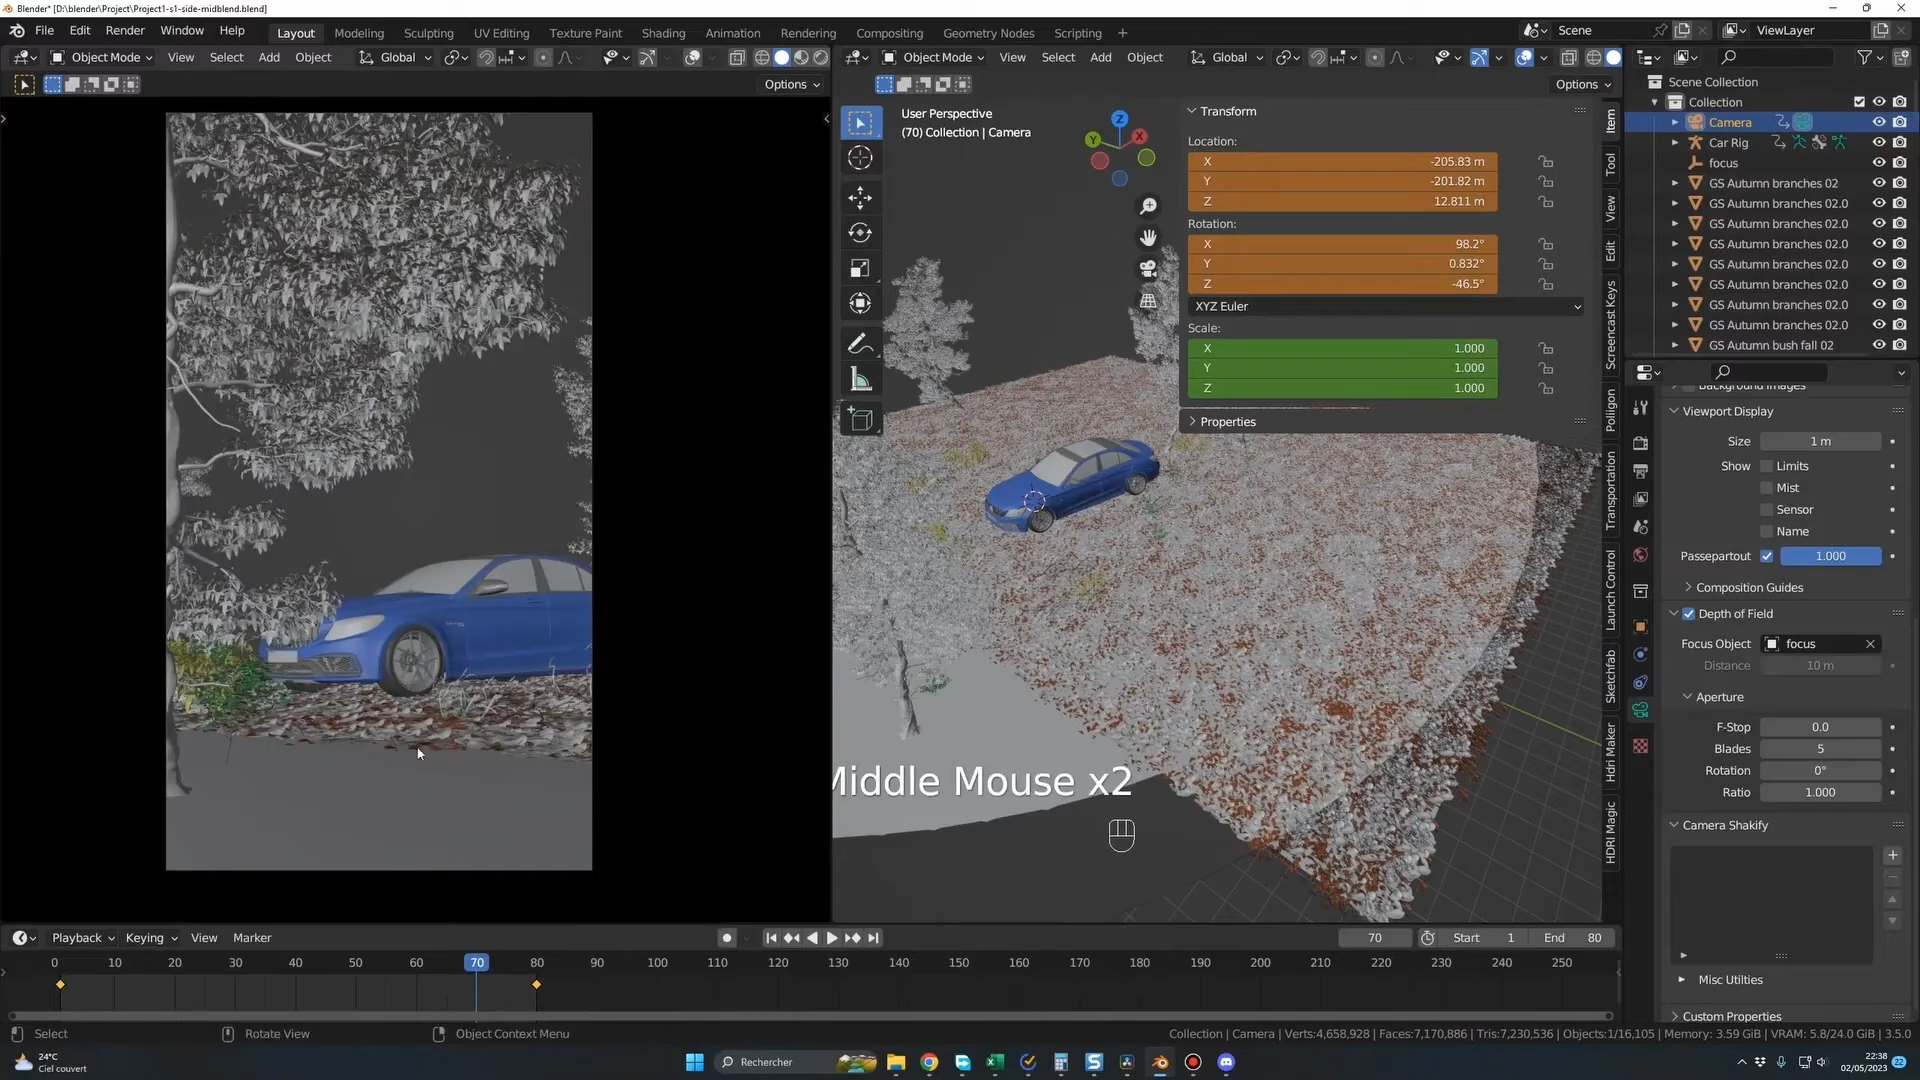 Blender* [D:\blender\Project\Project1-s1-side-midblend.blend]
File Edit Render Window Help Layout Modeling Sculpting UV Editing Texture Paint Shading Animation Rendering Compositing Geometry Nodes Scripting + Scene ViewLayer
Object Mode View Select Add Object Global
Object Mode View Select Add Object Global
Options
Options
User Perspective
(70) Collection | Camera
Z
Y
X
Transform
Location:
X -205.83 m
Y -201.82 m
Z 12.811 m
Rotation:
X 98.2°
Y 0.832°
Z -46.5°
XYZ Euler
Scale:
X 1.000
Y 1.000
Z 1.000
Properties
Item
Tool
View
Edit
Screencast Keys
Poliigon
Transportation
Launch Control
Sketchfab
Hdri Maker
HDRI Magic
Scene Collection
Collection
Camera
Car Rig
focus
GS Autumn branches 02
GS Autumn branches 02.0
GS Autumn branches 02.0
GS Autumn branches 02.0
GS Autumn branches 02.0
GS Autumn branches 02.0
GS Autumn branches 02.0
GS Autumn branches 02.0
GS Autumn bush fall 02
Background Images
Viewport Display
Size 1 m
Show Limits
Mist
Sensor
Name
Passepartout 1.000
Composition Guides
Depth of Field
Focus Object focus
Distance 10 m
Aperture
F-Stop 0.0
Blades 5
Rotation 0°
Ratio 1.000
Camera Shakify
Misc Utilties
Custom Properties
Middle Mouse x2
Playback Keying View Marker 70 Start 1 End 80
0 10 20 30 40 50 60 70 80 90 100 110 120 130 140 150 160 170 180 190 200 210 220 230 240 250
Select Rotate View Object Context Menu Collection | Camera | Verts:4,658,928 | Faces:7,170,886 | Tris:7,230,536 | Objects:1/16,105 | Memory: 3.59 GiB | VRAM: 5.8/24.0 GiB | 3.5.0
24°C
Ciel couvert
Rechercher
22:38
02/05/2023
22